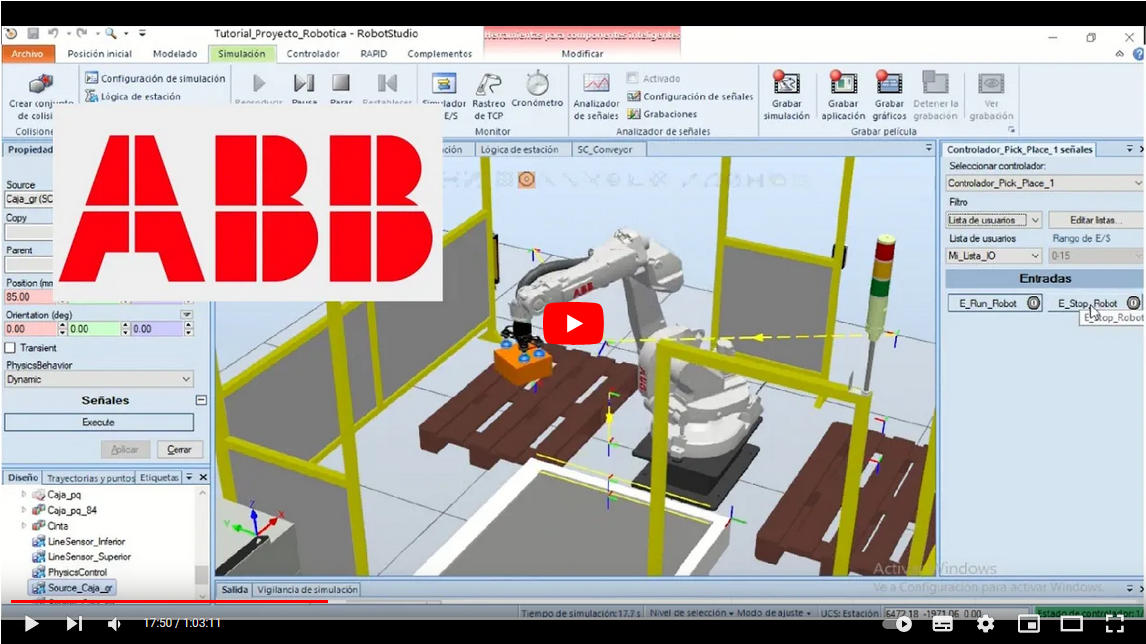 Tutorial_Proyecto_Robotica - RobotStudio
Herramientas para componentes inteligentes
Archivo Posición inicial Modelado Simulación Controlador RAPID Complementos Modificar
Configuración de simulación
Lógica de estación
Crear conjunto
de colisi
Colisione
Reproducir Pausa Parar Restablecer
Simulador
E/S
Rastreo
de TCP
Cronómetro
Monitor
Analizador
de señales
Activado
Configuración de señales
Grabaciones
Analizador de señales
Grabar
simulación
Grabar
aplicación
Grabar
gráficos
Detener la
grabación
Ver
grabación
Grabar película
ABB
Propiedad
Source
Caja_gr (SC
Copy
Parent
Position (mm
85.00
Orientation (deg)
0.00 0.00 0.00
Transient
PhysicsBehavior
Dynamic
Señales
Execute
Aplicar Cerrar
Diseño Trayectorias y puntos Etiquetas
Caja_pq
Caja_pq_84
Cinta
LineSensor_Inferior
LineSensor_Superior
PhysicsControl
Source_Caja_gr
ción Lógica de estación SC_Conveyor
ABB
ABB
Controlador_Pick_Place_1 señales
Seleccionar controlador:
Controlador_Pick_Place_1
Filtro
Lista de usuarios Editar listas...
Lista de usuarios Rango de E/S
Mi_Lista_IO 0-15
Entradas
E_Run_Robot E_Stop_Robot
E_Stop_Robot
Activar Windows
Ve a Configuración para activar Windows.
Salida Vigilancia de simulación
Tiempo de simulación:17.7 s Nivel de selección Modo de ajuste UCS: Estación 6472.18 -1971.06 0.00 Estado de controlador: 1/
17:50 / 1:03:11